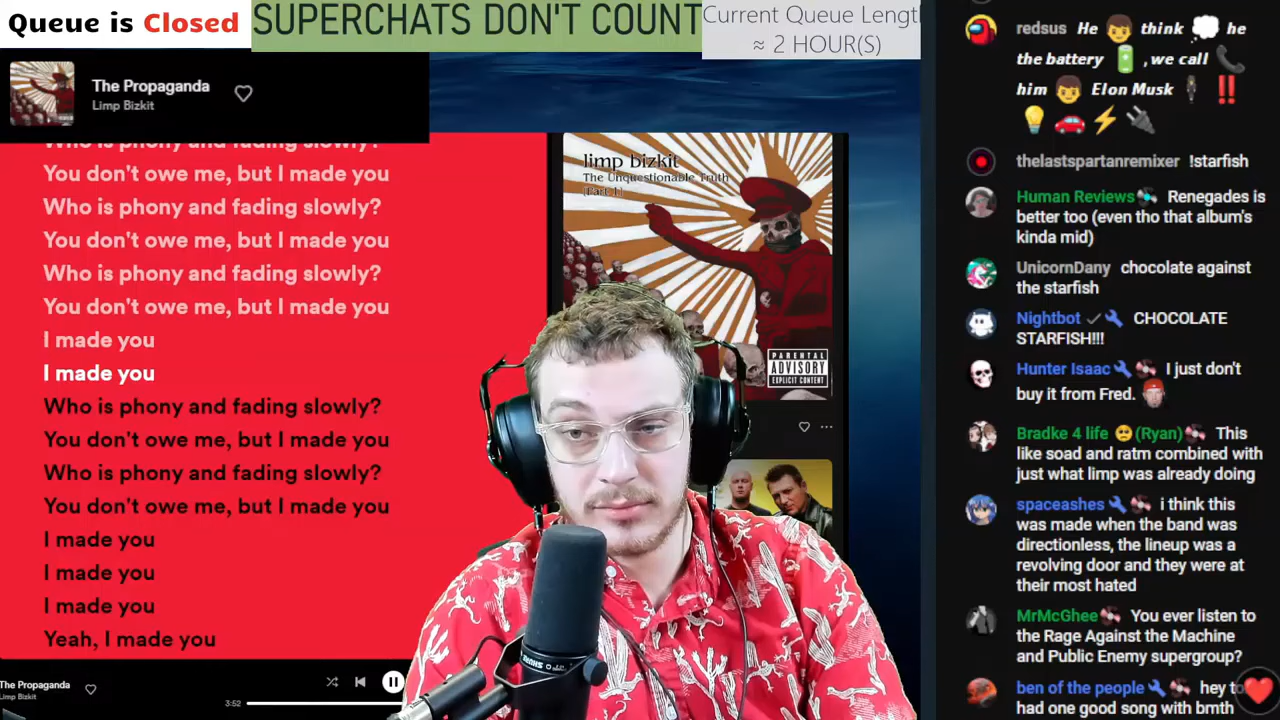 Queue is Closed
SUPERCHATS DON'T COUNT
Current Queue Lengt
≈ 2 HOUR(S)
The Propaganda
Limp Bizkit
Who is phony and fading slowly?
You don't owe me, but I made you
Who is phony and fading slowly?
You don't owe me, but I made you
Who is phony and fading slowly?
You don't owe me, but I made you
I made you
I made you
Who is phony and fading slowly?
You don't owe me, but I made you
Who is phony and fading slowly?
You don't owe me, but I made you
I made you
I made you
I made you
Yeah, I made you
The Propaganda
Limp Bizkit
3:52
limp bizkit
The Unquestionable Truth
(Part 1)
PARENTAL
ADVISORY
EXPLICIT CONTENT
SHURE
redsus He 👦 think 💭 he
the battery 🔋 ,we call 📞
him 👦 Elon Musk 🕴 ‼️
💡 🚗 ⚡ 🔌
thelastspartanremixer !starfish
Human Reviews Renegades is
better too (even tho that album's
kinda mid)
UnicornDany chocolate against
the starfish
Nightbot CHOCOLATE
STARFISH!!!
Hunter Isaac I just don't
buy it from Fred.
Bradke 4 life 🥺 (Ryan) This
like soad and ratm combined with
just what limp was already doing
spaceashes i think this
was made when the band was
directionless, the lineup was a
revolving door and they were at
their most hated
MrMcGhee You ever listen to
the Rage Against the Machine
and Public Enemy supergroup?
ben of the people hey
had one good song with bmth